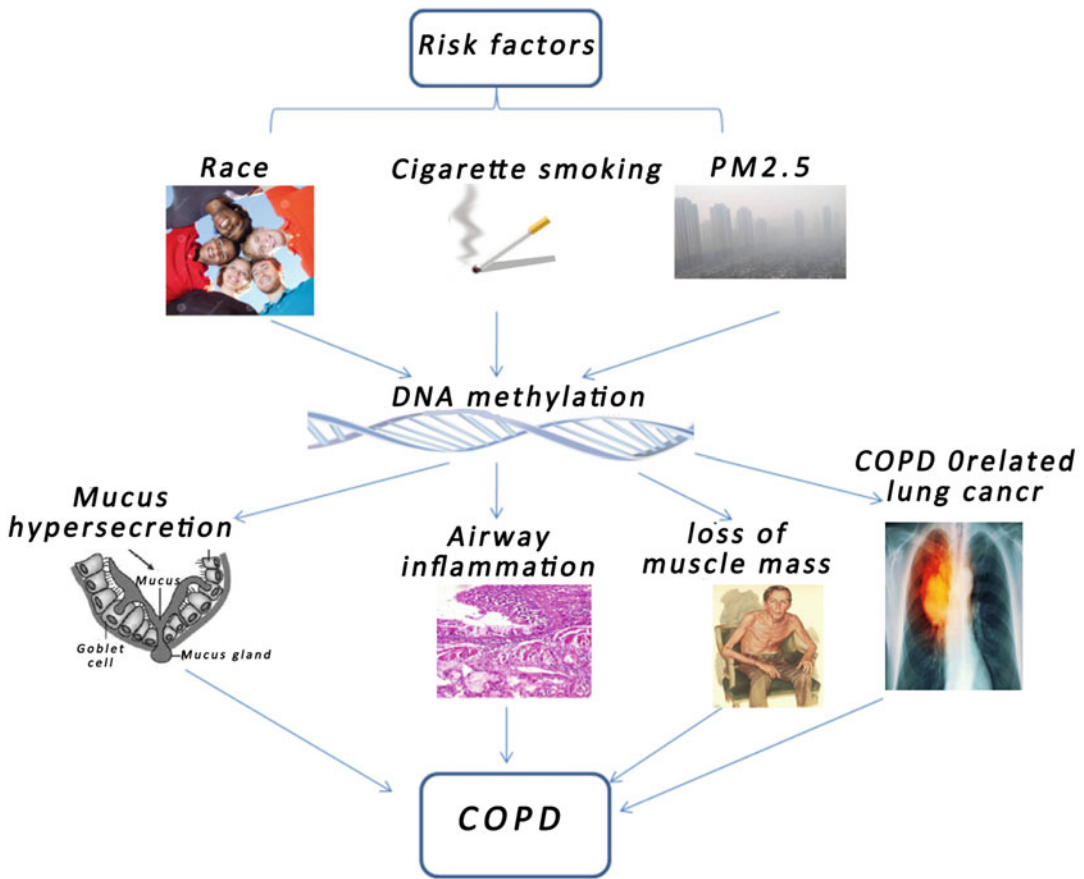 Risk factors
Race
Cigarette smoking
PM2.5
DNA methylation
Mucus
hypersecretion
Mucus
Goblet
cell
Mucus gland
Airway
inflammation
loss of
muscle mass
COPD 0related
lung cancr
COPD